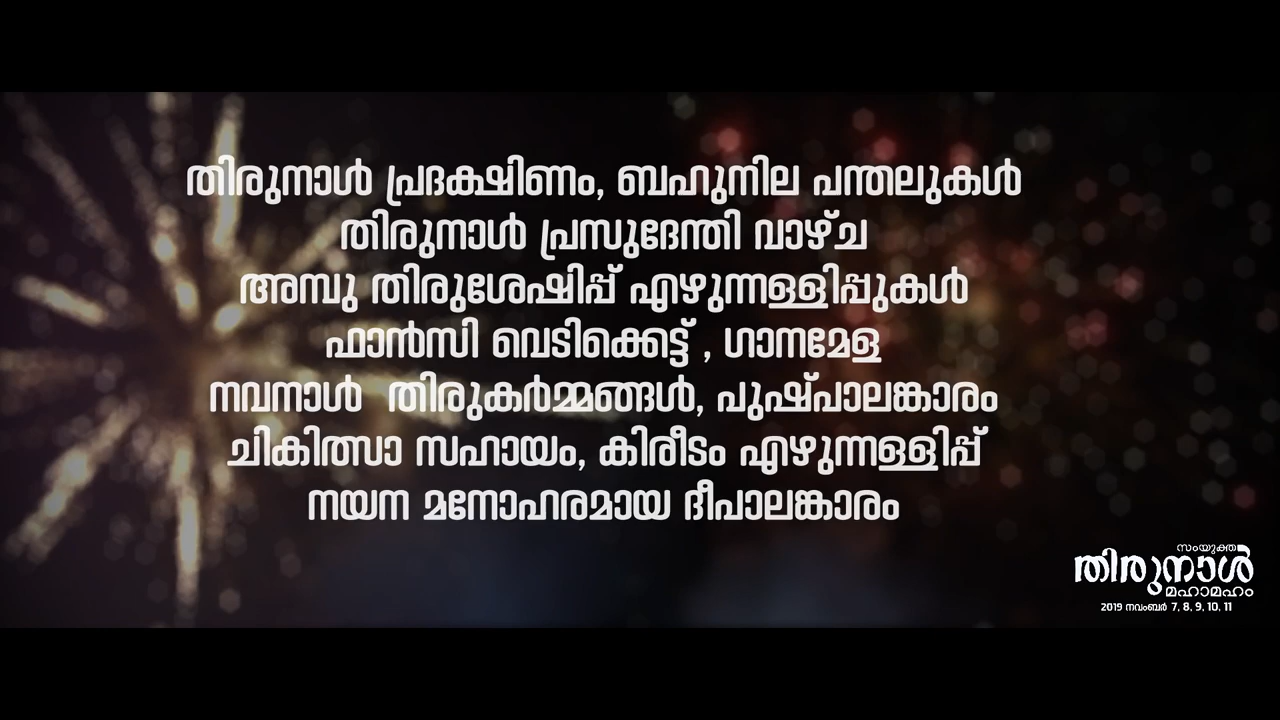 തിരുനാൾ പ്രദക്ഷിണം, ബഹുനില പന്തലുകൾ
തിരുനാൾ പ്രസുദേന്തി വാഴ്ച
അമ്പു തിരുശേഷിപ്പ് എഴുന്നള്ളിപ്പുകൾ
ഫാൻസി വെടിക്കെട്ട് , ഗാനമേള
നവനാൾ തിരുകർമ്മങ്ങൾ, പുഷ്പാലങ്കാരം
ചികിത്സാ സഹായം, കിരീടം എഴുന്നള്ളിപ്പ്
നയന മനോഹരമായ ദീപാലങ്കാരം
സംയുക്ത
തിരുനാൾ
മഹാമഹം
2019 നവംബർ 7, 8, 9, 10, 11